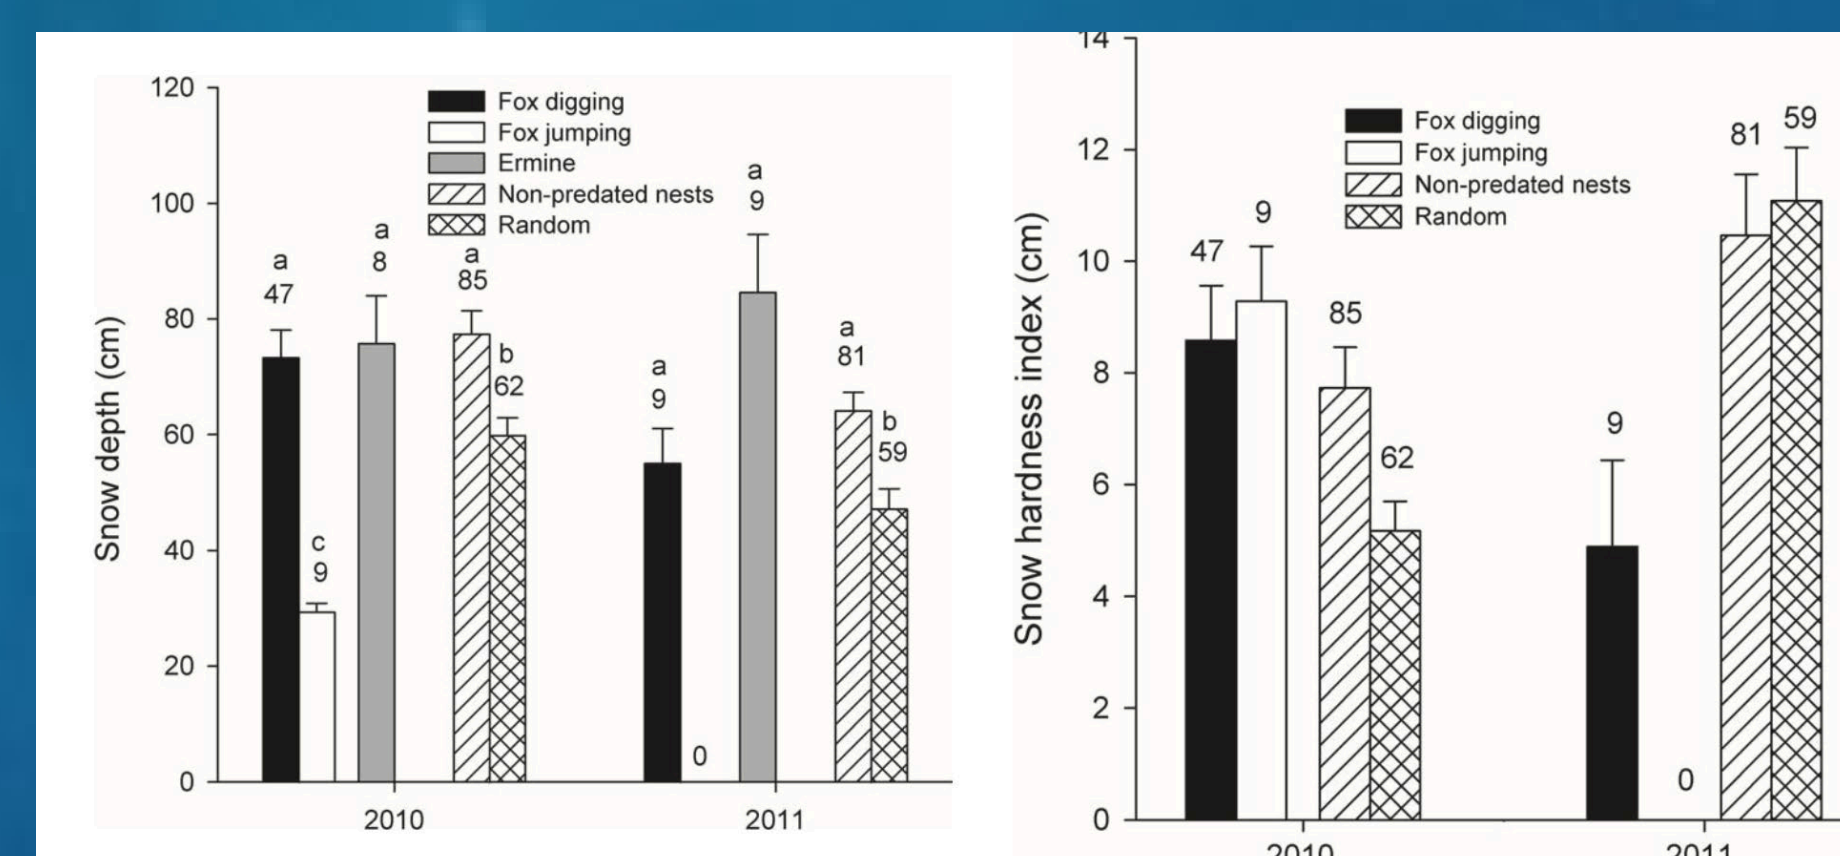 120
100
80
60
40
20
0
Snow depth (cm)
Fox digging
Fox jumping
Ermine
Non-predated nests
Random
a
47
c
9
a
8
a
85
b
62
a
9
0
a
9
a
81
b
59
2010
2011
14
12
10
8
6
4
2
0
Snow hardness index (cm)
Fox digging
Fox jumping
Non-predated nests
Random
47
9
85
62
9
0
81
59
2010
2011